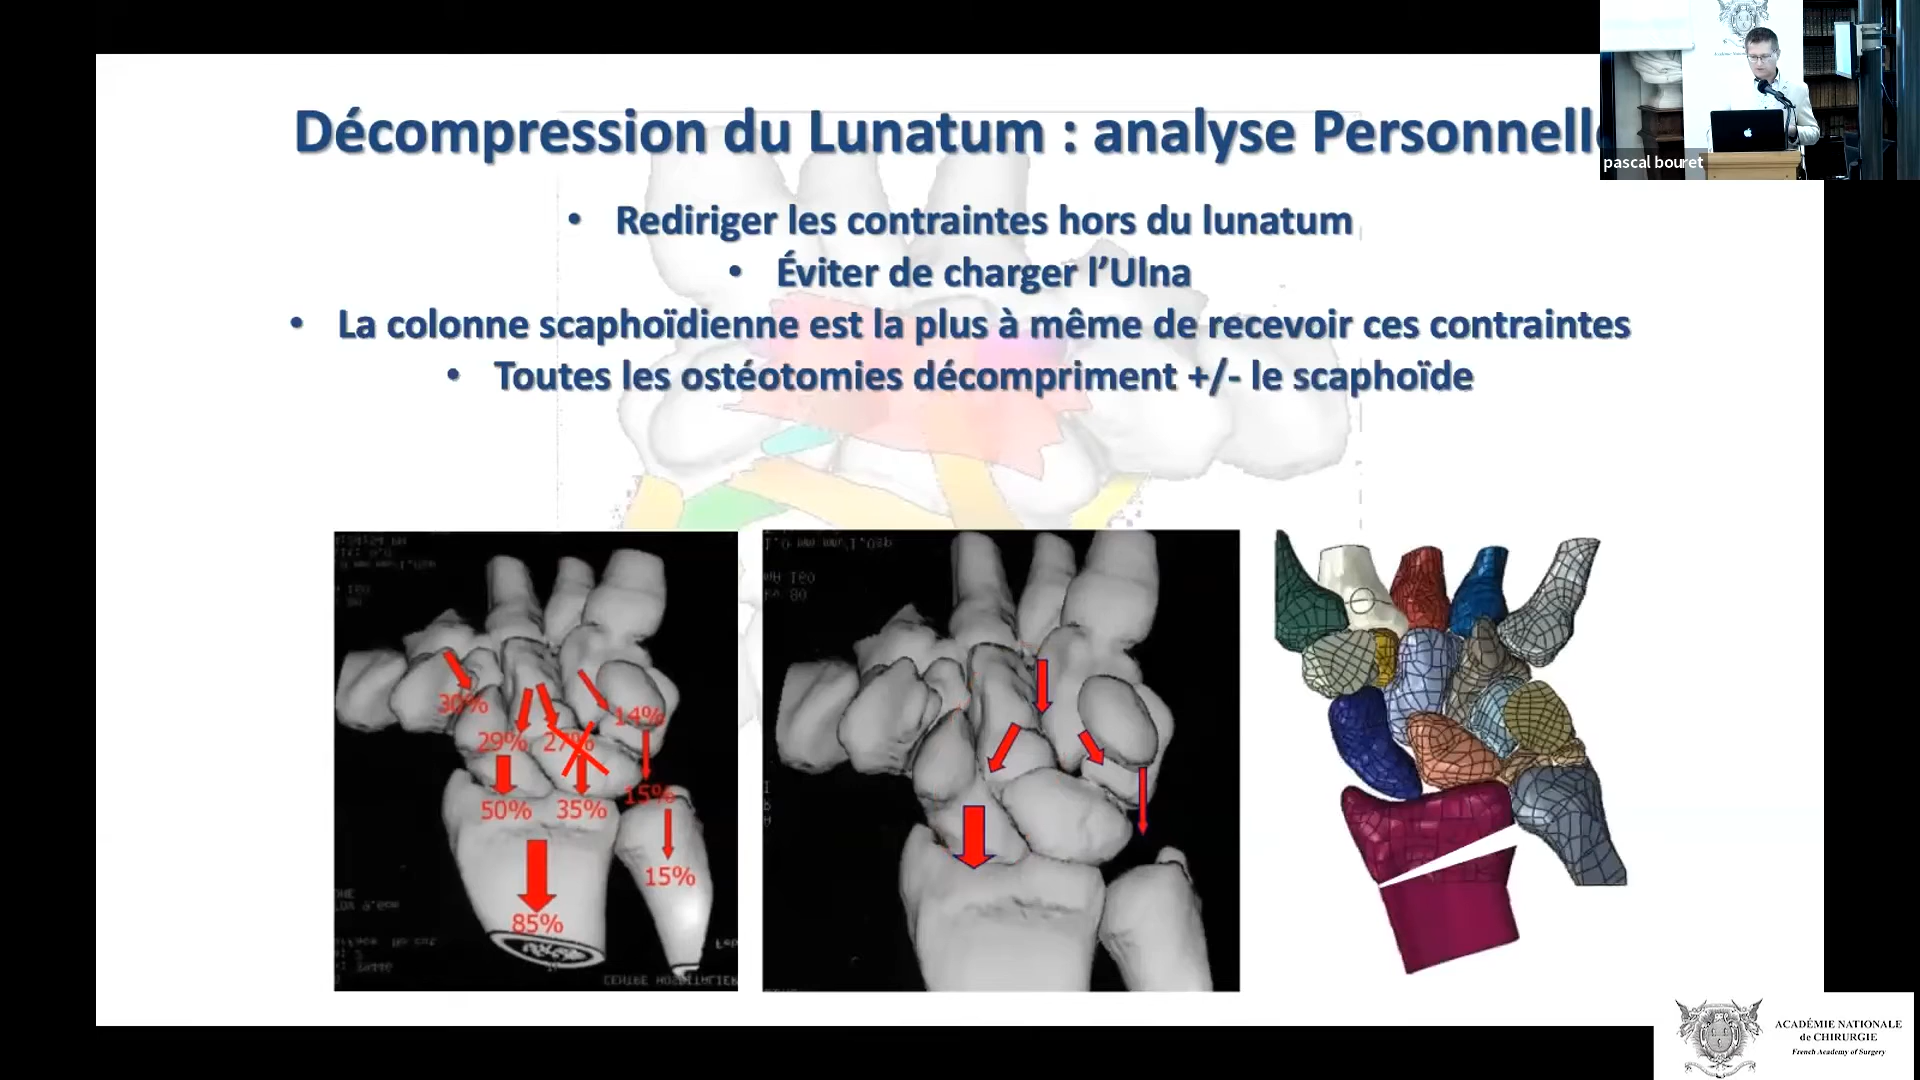 Décompression du Lunatum : analyse Personnelle
pascal bouret
• Rediriger les contraintes hors du lunatum
• Éviter de charger l’Ulna
• La colonne scaphoïdienne est la plus à même de recevoir ces contraintes
• Toutes les ostéotomies décompriment +/- le scaphoïde
30%
14%
29%
27%
15%
50%
35%
15%
85%
ACADÉMIE NATIONALE
de CHIRURGIE
French Academy of Surgery